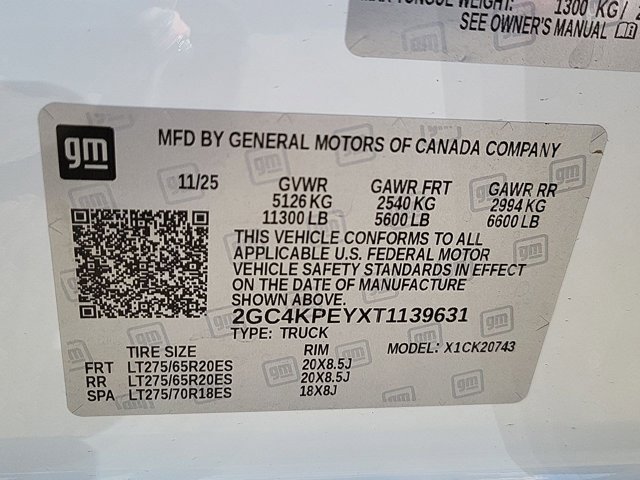 TONGUE WEIGHT: 1300 KG /
SEE OWNER'S MANUAL
gm
MFD BY GENERAL MOTORS OF CANADA COMPANY
11/25 GVWR GAWR FRT GAWR RR
5126 KG 2540 KG 2994 KG
11300 LB 5600 LB 6600 LB
THIS VEHICLE CONFORMS TO ALL
APPLICABLE U.S. FEDERAL MOTOR
VEHICLE SAFETY STANDARDS IN EFFECT
ON THE DATE OF MANUFACTURE
SHOWN ABOVE.
2GC4KPEYXT1139631
TYPE: TRUCK
TIRE SIZE RIM MODEL: X1CK20743
FRT LT275/65R20ES 20X8.5J
RR LT275/65R20ES 20X8.5J
SPA LT275/70R18ES 18X8J